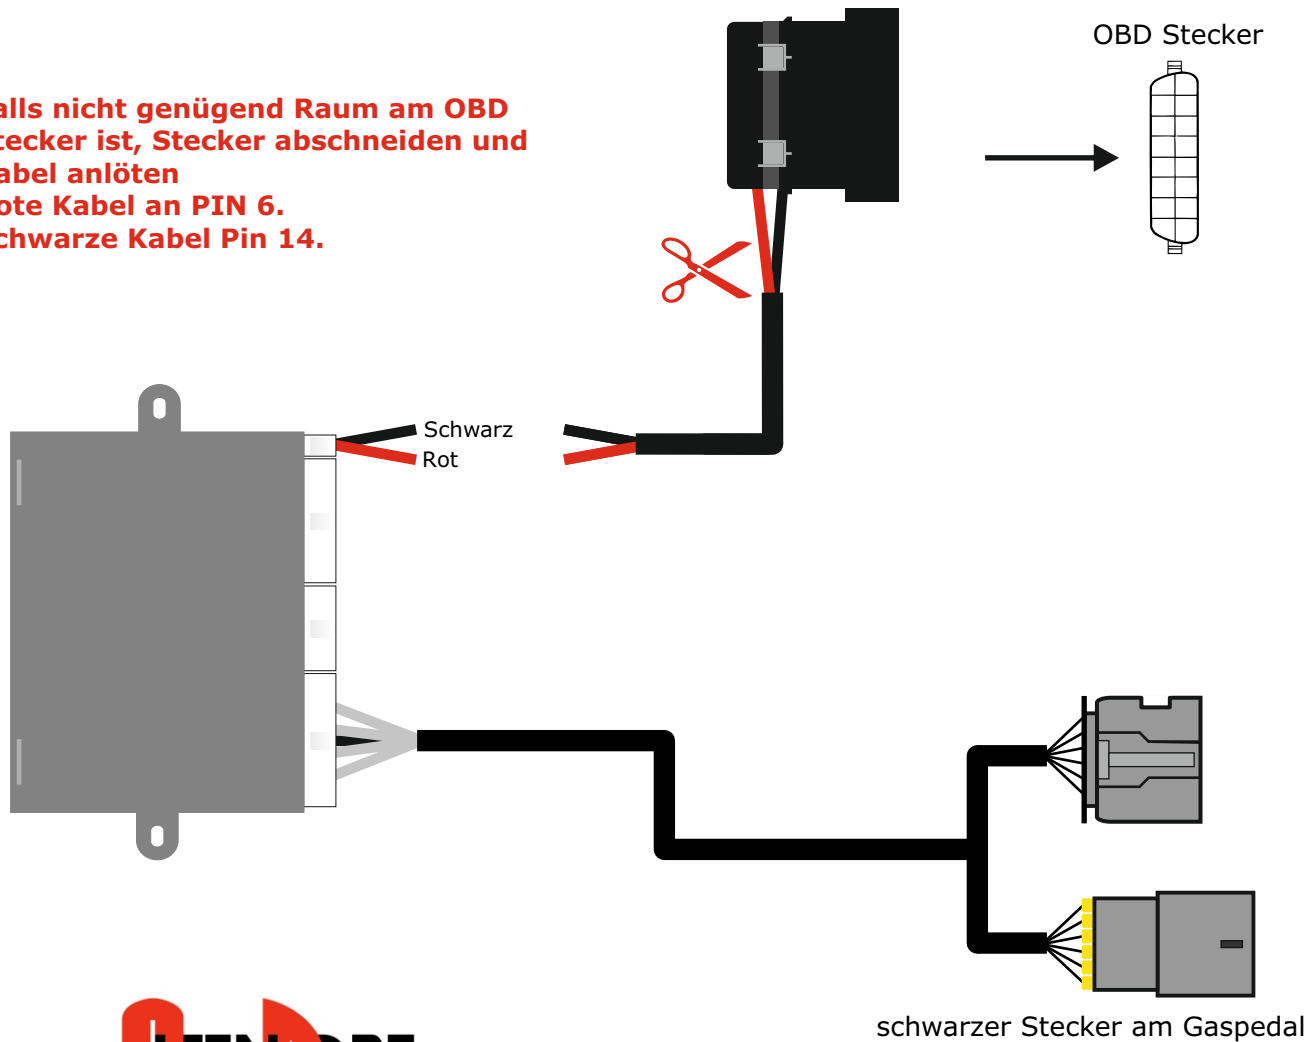 OBD Stecker
alls nicht genügend Raum am OBD
tecker ist, Stecker abschneiden und
abel anlöten
ote Kabel an PIN 6.
chwarze Kabel Pin 14.
Schwarz
Rot
schwarzer Stecker am Gaspedal